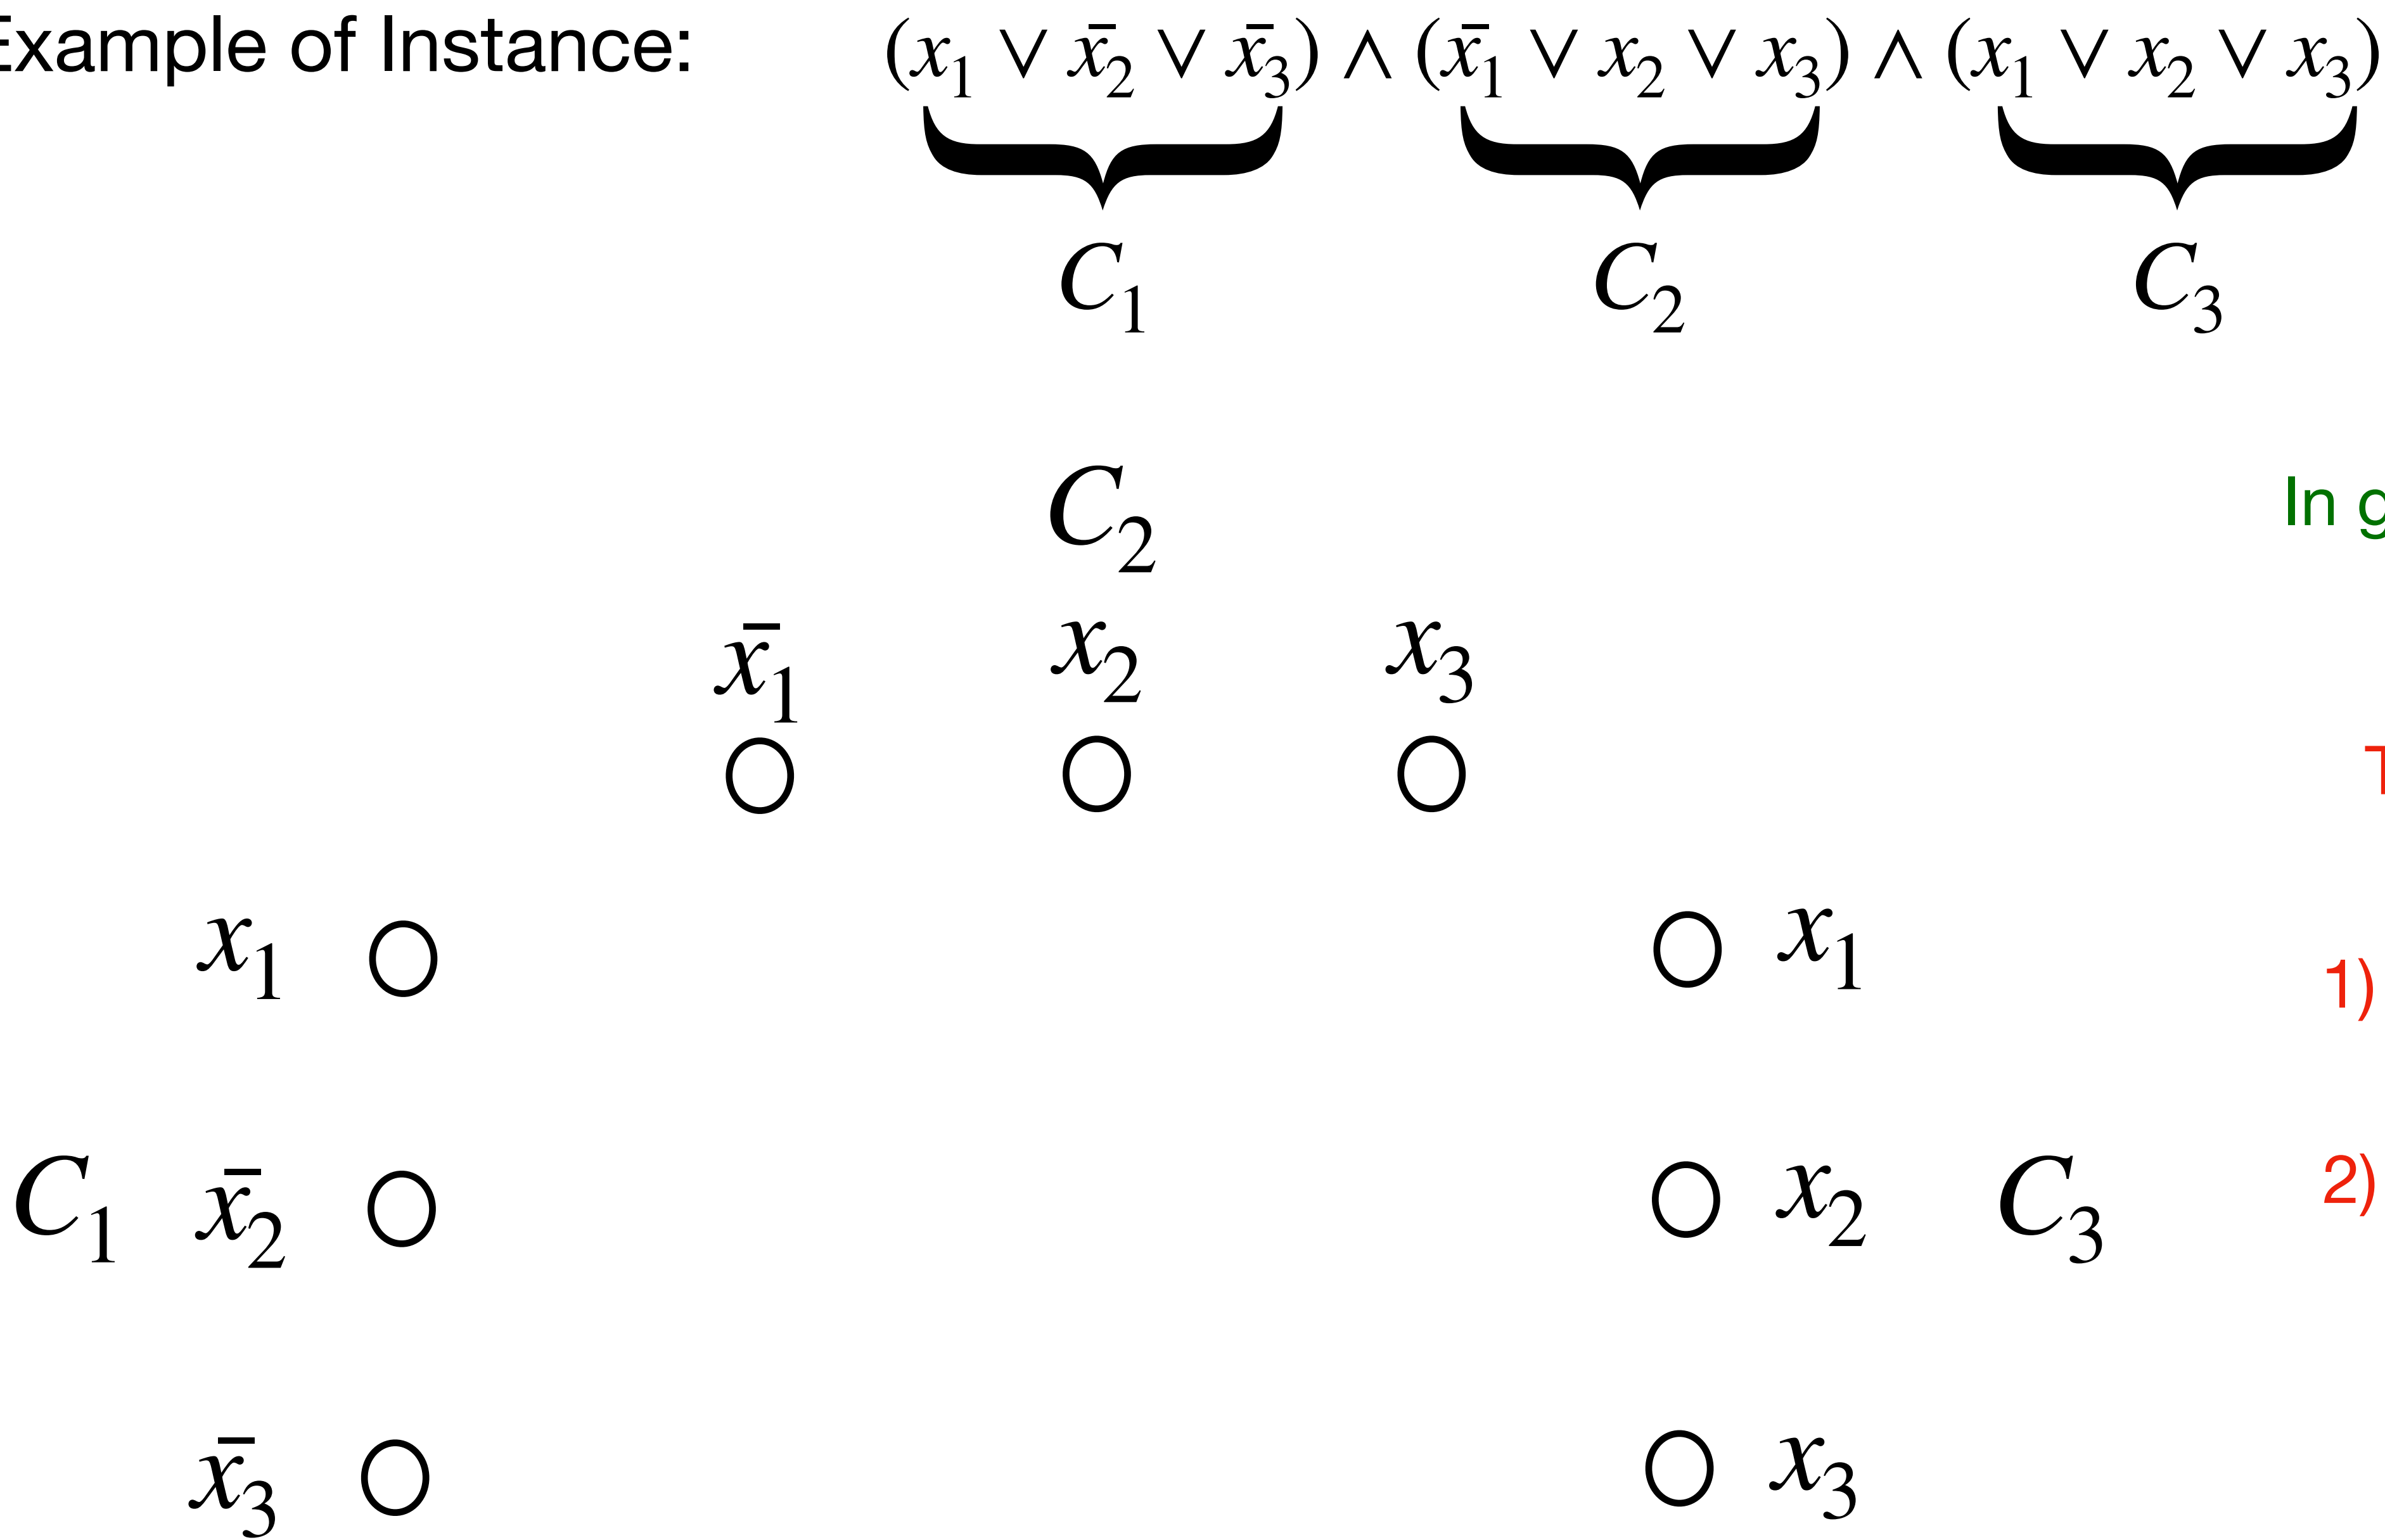 Example of Instance: (x₁ ∨ x̄₂ ∨ x̄₃) ∧ (x̄₁ ∨ x₂ ∨ x₃) ∧ (x₁ ∨ x₂ ∨ x₃)
C₁ C₂ C₃
C₂
In g
x̄₁ x₂ x₃
T
x₁ x₁
1)
C₁ x̄₂ x₂ C₃
2)
x̄₃ x₃